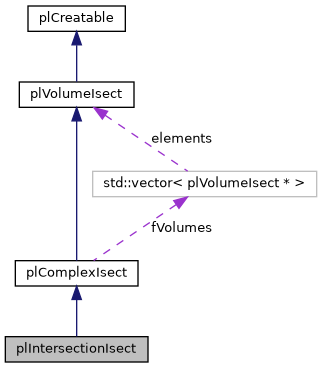 plCreatable
plVolumeIsect
elements
std::vector< plVolumeIsect * >
fVolumes
plComplexIsect
plIntersectionIsect